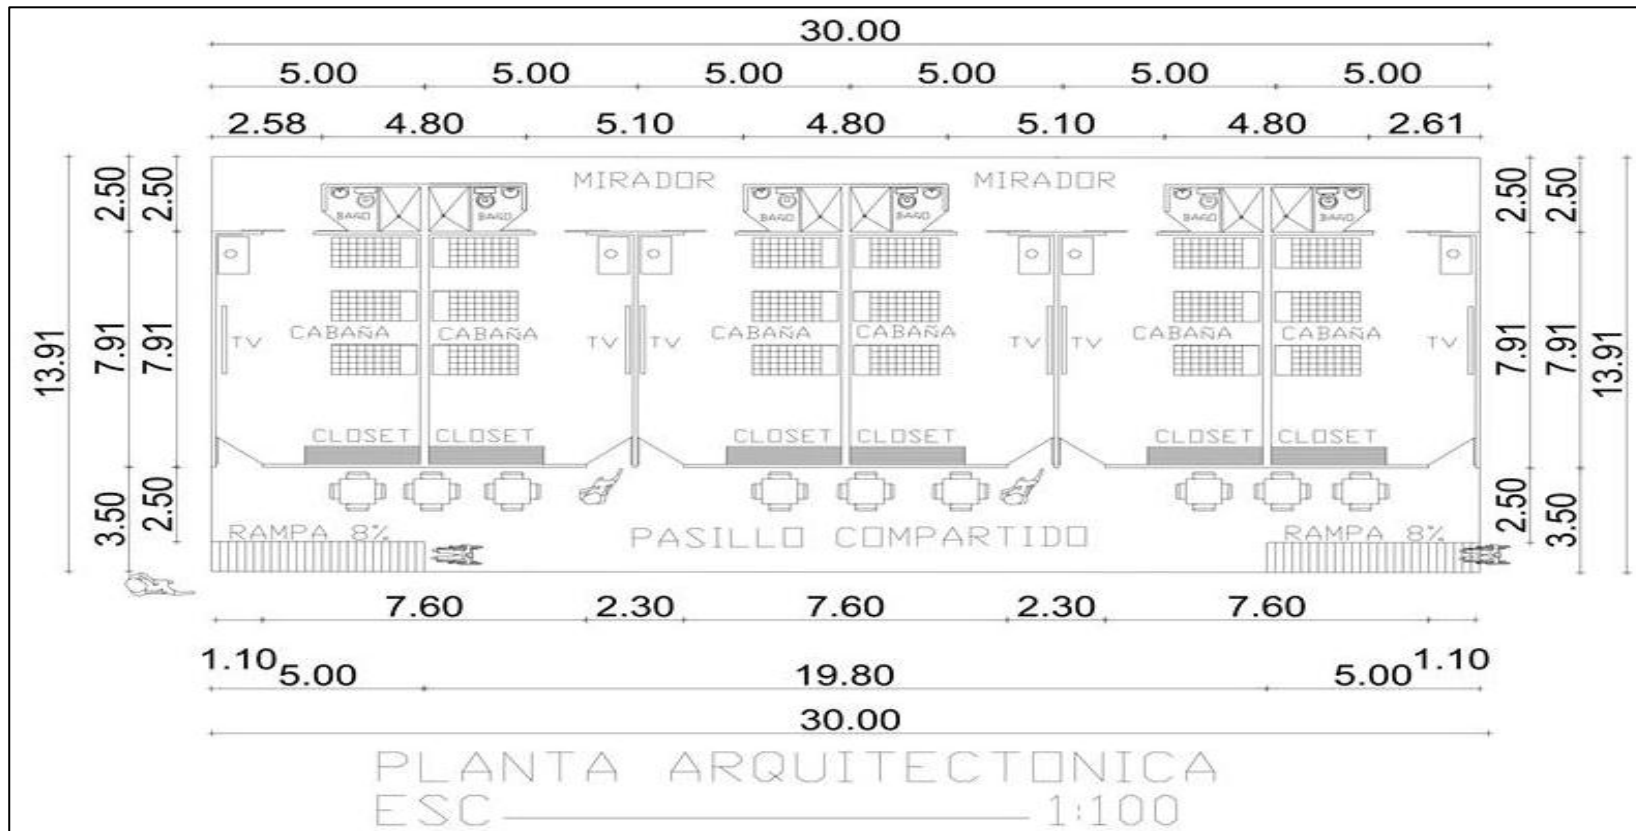 30.00
5.00 5.00 5.00 5.00 5.00 5.00
2.58 4.80 5.10 4.80 5.10 4.80 2.61
2.50 2.50 MIRADOR MIRADOR 2.50 2.50
BAÑO BAÑO BAÑO BAÑO BAÑO BAÑO
13.91 7.91 7.91 TV CABAÑA CABAÑA TV TV CABAÑA CABAÑA TV TV CABAÑA CABAÑA TV 7.91 7.91 13.91
CLOSET CLOSET CLOSET CLOSET CLOSET CLOSET
3.50 2.50 2.50 3.50
RAMPA 8% PASILLO COMPARTIDO RAMPA 8%
7.60 2.30 7.60 2.30 7.60
1.10 1.10
5.00 19.80 5.00
30.00
PLANTA ARQUITECTONICA
ESC 1:100